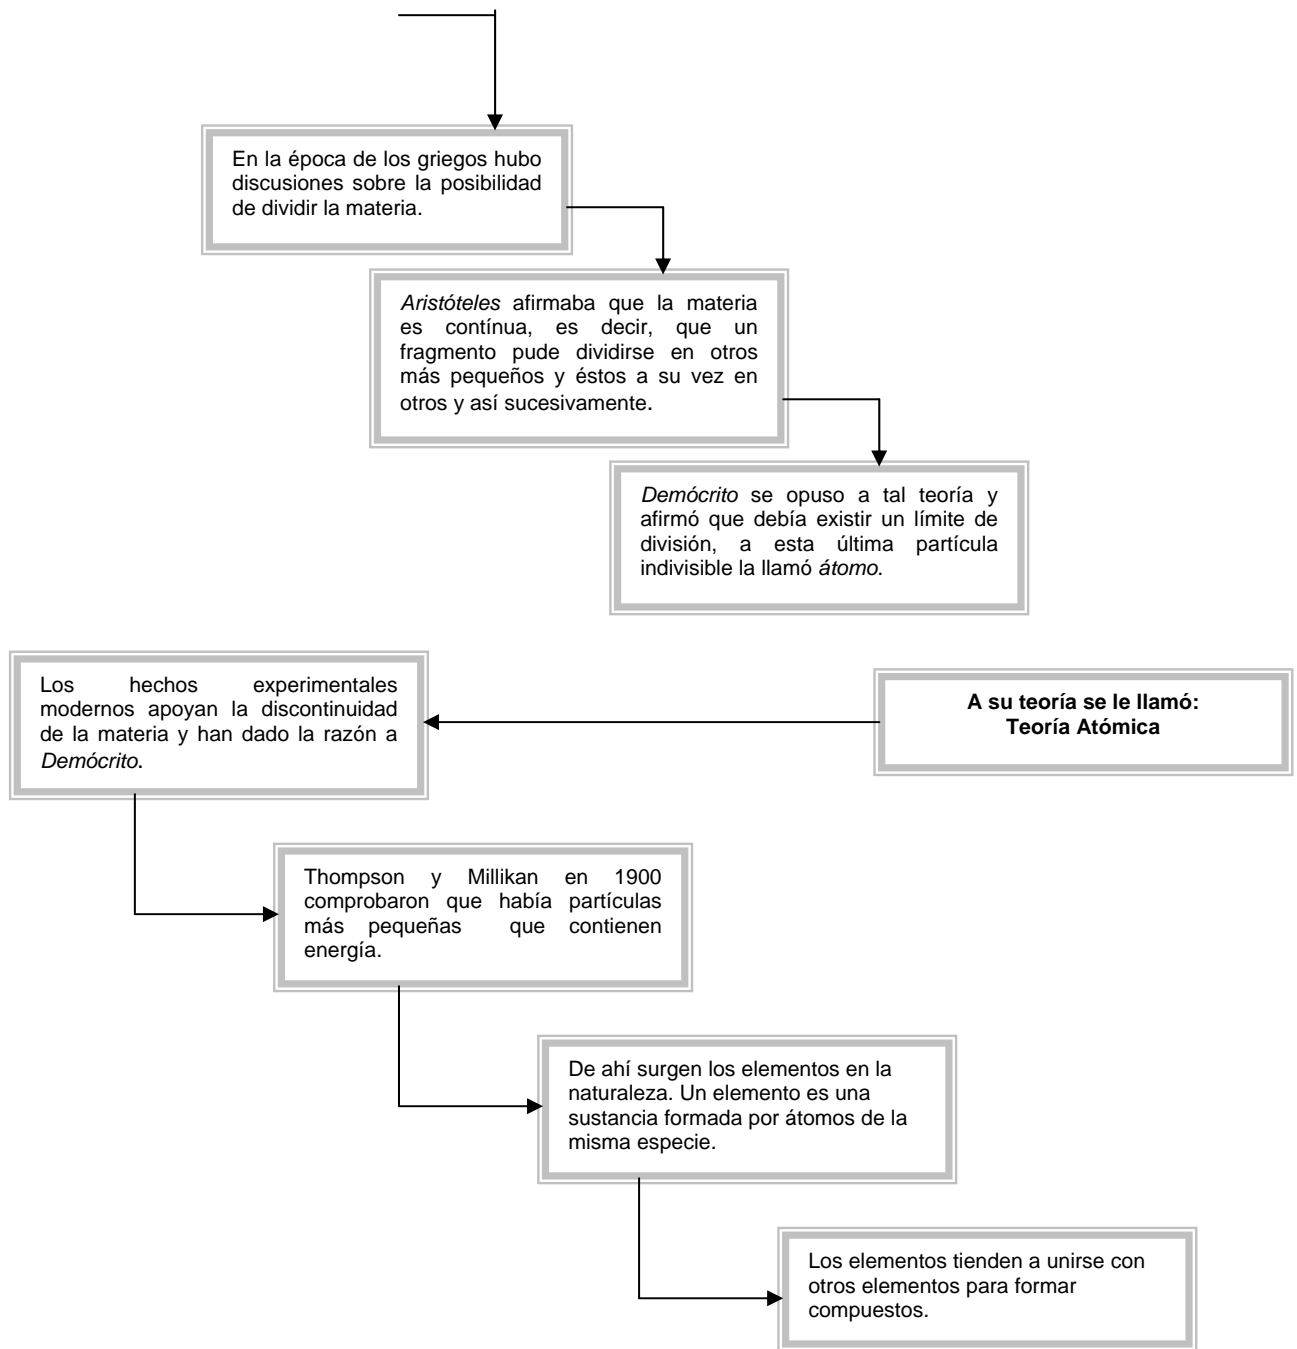 En la época de los griegos hubo
discusiones sobre la posibilidad
de dividir la materia.
Aristóteles afirmaba que la materia
es contínua, es decir, que un
fragmento pude dividirse en otros
más pequeños y éstos a su vez en
otros y así sucesivamente.
Demócrito se opuso a tal teoría y
afirmó que debía existir un límite de
división, a esta última partícula
indivisible la llamó átomo.
A su teoría se le llamó:
Teoría Atómica
Los hechos experimentales
modernos apoyan la discontinuidad
de la materia y han dado la razón a
Demócrito.
Thompson y Millikan en 1900
comprobaron que había partículas
más pequeñas que contienen
energía.
De ahí surgen los elementos en la
naturaleza. Un elemento es una
sustancia formada por átomos de la
misma especie.
Los elementos tienden a unirse con
otros elementos para formar
compuestos.